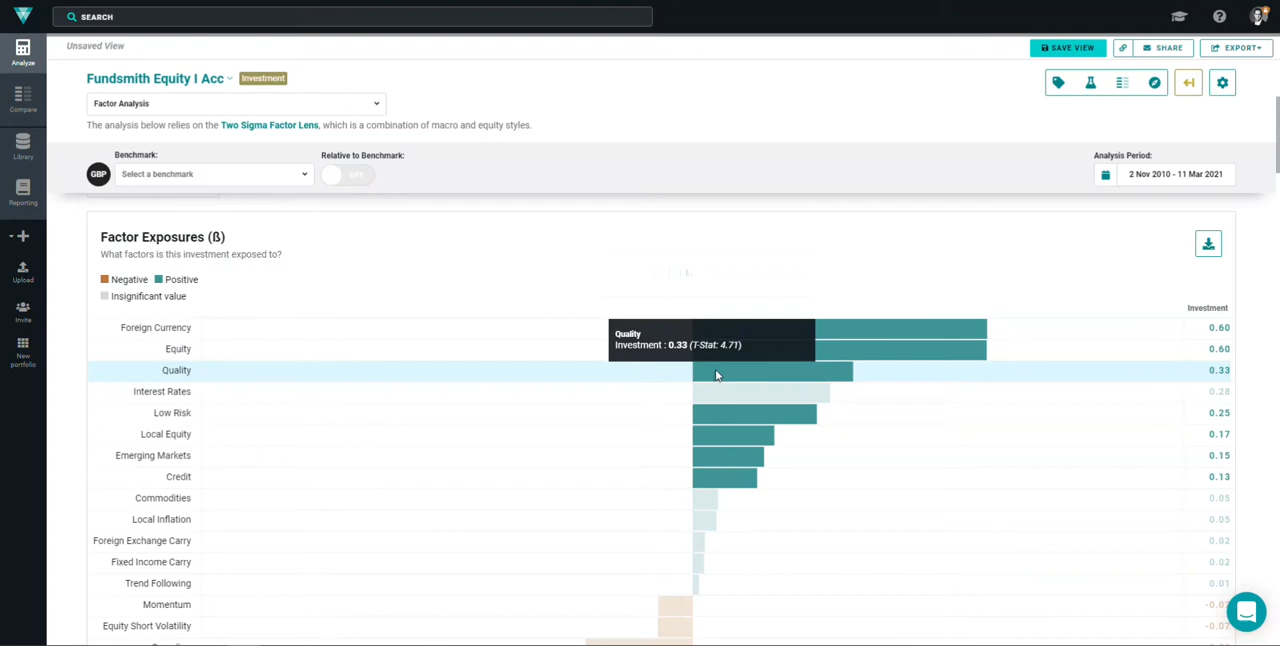 SEARCH
Unsaved View
SAVE VIEW
SHARE
EXPORT
Analyze
Compare
Library
Reporting
Upload
Invite
New
portfolio
Fundsmith Equity I Acc
Investment
Factor Analysis
The analysis below relies on the Two Sigma Factor Lens, which is a combination of macro and equity styles.
Benchmark:
Relative to Benchmark:
Analysis Period:
GBP
Select a benchmark
OFF
2 Nov 2010 - 11 Mar 2021
Factor Exposures (ß)
What factors is this investment exposed to?
Negative
Positive
Insignificant value
Investment
Foreign Currency 0.60
Equity 0.60
Quality 0.33
Quality
Investment : 0.33 (T-Stat: 4.71)
Interest Rates 0.28
Low Risk 0.25
Local Equity 0.17
Emerging Markets 0.15
Credit 0.13
Commodities 0.05
Local Inflation 0.05
Foreign Exchange Carry 0.02
Fixed Income Carry 0.02
Trend Following 0.01
Momentum -0.07
Equity Short Volatility -0.07